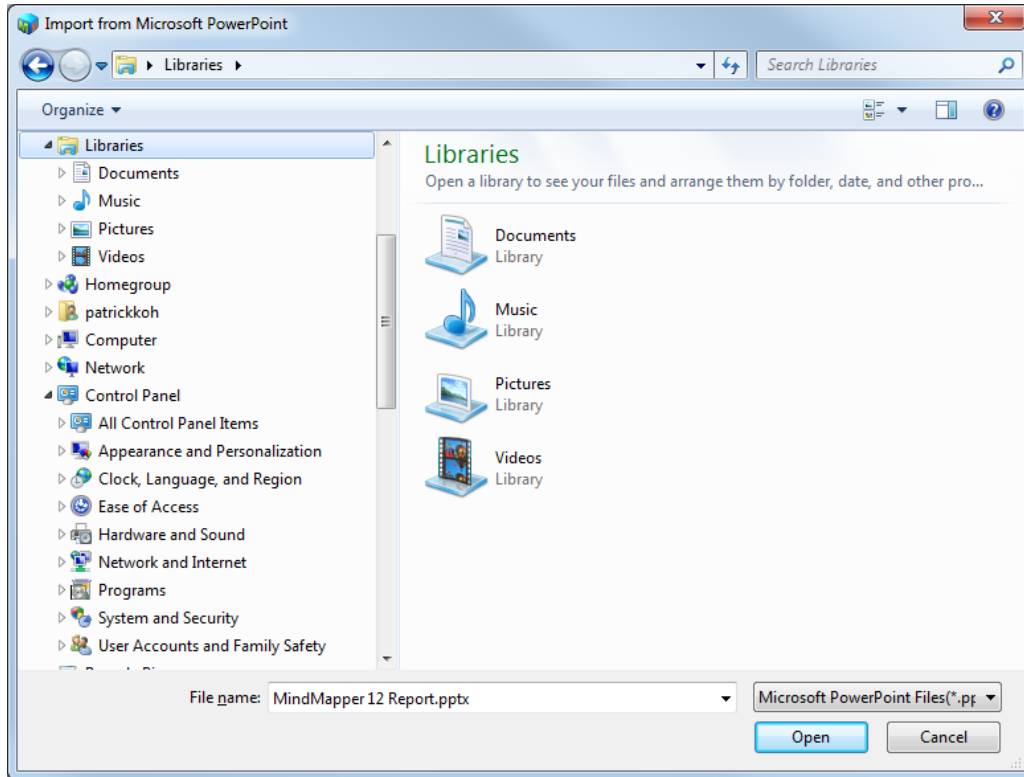 Import from Microsoft PowerPoint
Libraries
Search Libraries
Organize
Libraries
Documents
Music
Pictures
Videos
Homegroup
patrickkoh
Computer
Network
Control Panel
All Control Panel Items
Appearance and Personalization
Clock, Language, and Region
Ease of Access
Hardware and Sound
Network and Internet
Programs
System and Security
User Accounts and Family Safety
Libraries
Open a library to see your files and arrange them by folder, date, and other pro...
Documents
Library
Music
Library
Pictures
Library
Videos
Library
File name: MindMapper 12 Report.pptx
Microsoft PowerPoint Files(*.pp
Open
Cancel